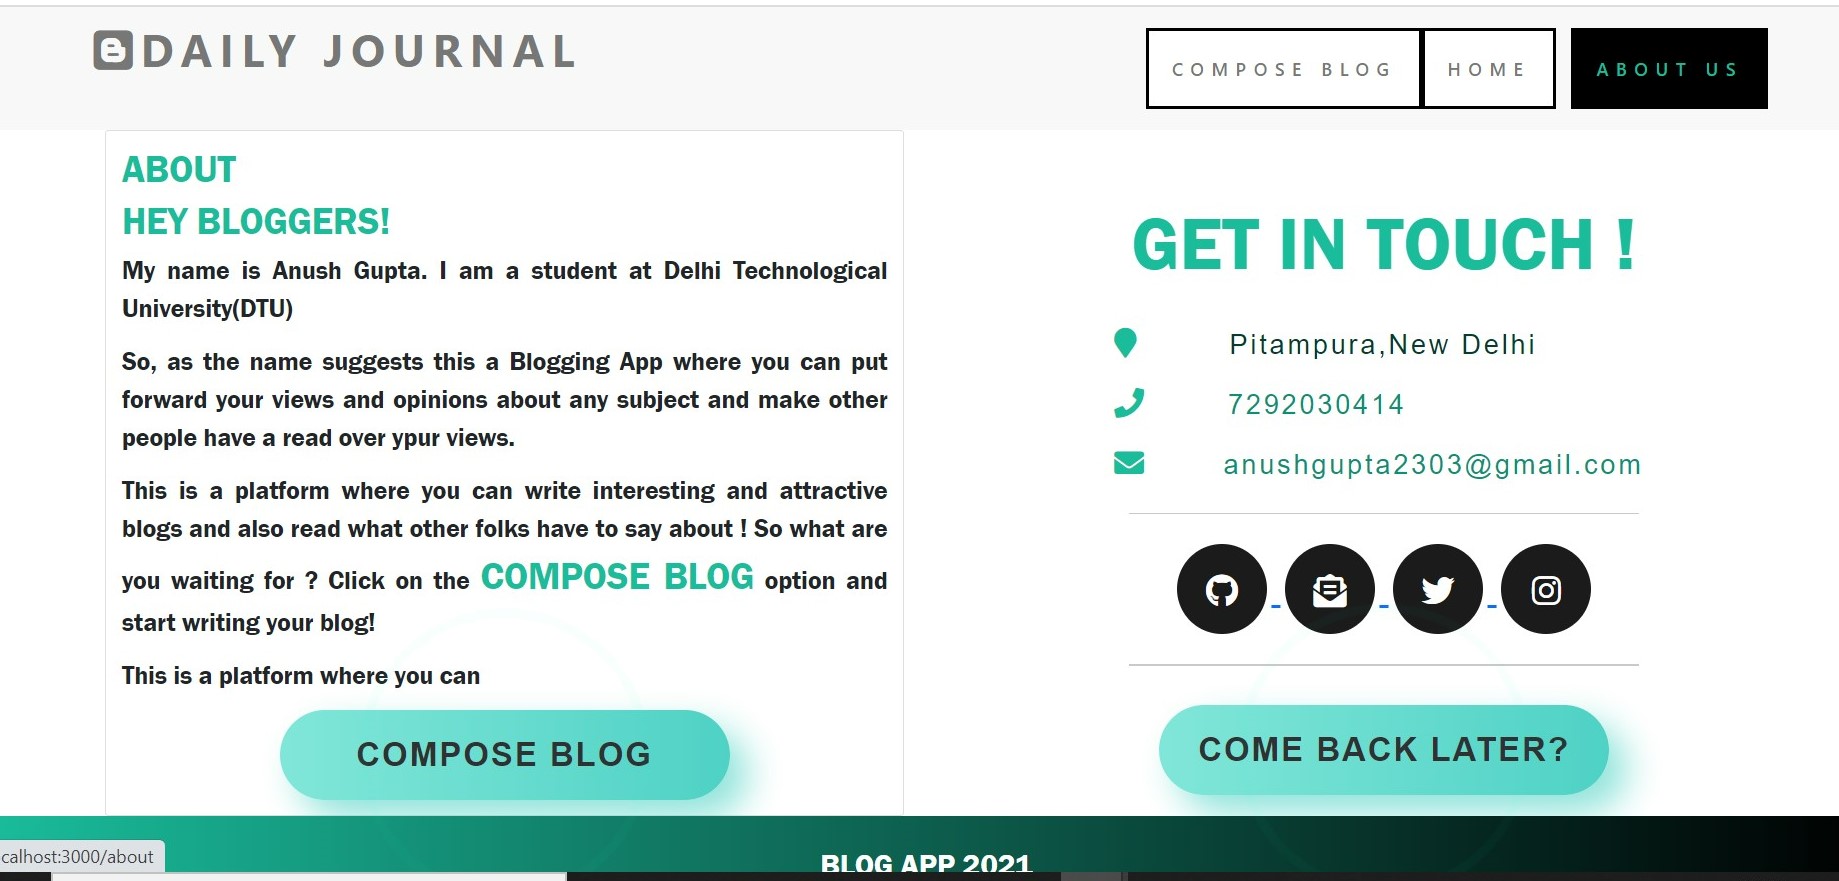 DAILY JOURNAL
COMPOSE BLOG
HOME
ABOUT US
ABOUT
HEY BLOGGERS!
My name is Anush Gupta. I am a student at Delhi Technological
University(DTU)
So, as the name suggests this a Blogging App where you can put
forward your views and opinions about any subject and make other
people have a read over ypur views.
This is a platform where you can write interesting and attractive
blogs and also read what other folks have to say about ! So what are
you waiting for ? Click on the COMPOSE BLOG option and
start writing your blog!
This is a platform where you can
COMPOSE BLOG
GET IN TOUCH !
Pitampura,New Delhi
7292030414
anushgupta2303@gmail.com
COME BACK LATER?
calhost:3000/about
BLOG APP 2021